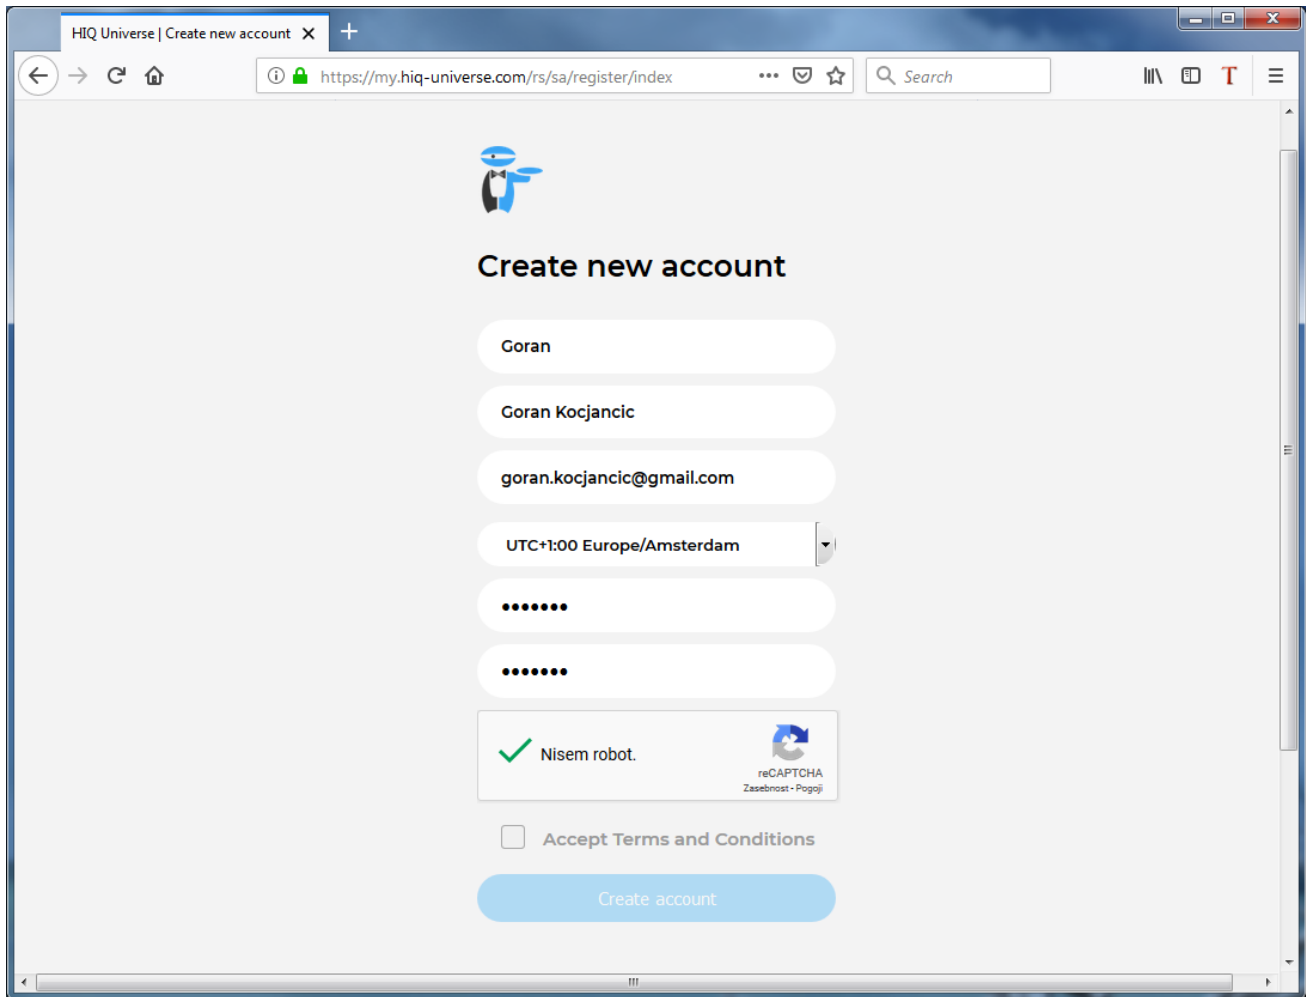 HIQ Universe | Create new account
https://my.hiq-universe.com/rs/sa/register/index
Search
Create new account
Goran
Goran Kocjancic
goran.kocjancic@gmail.com
UTC+1:00 Europe/Amsterdam
•••••••
•••••••
Nisem robot.
reCAPTCHA
Zasebnost - Pogoji
Accept Terms and Conditions
Create account